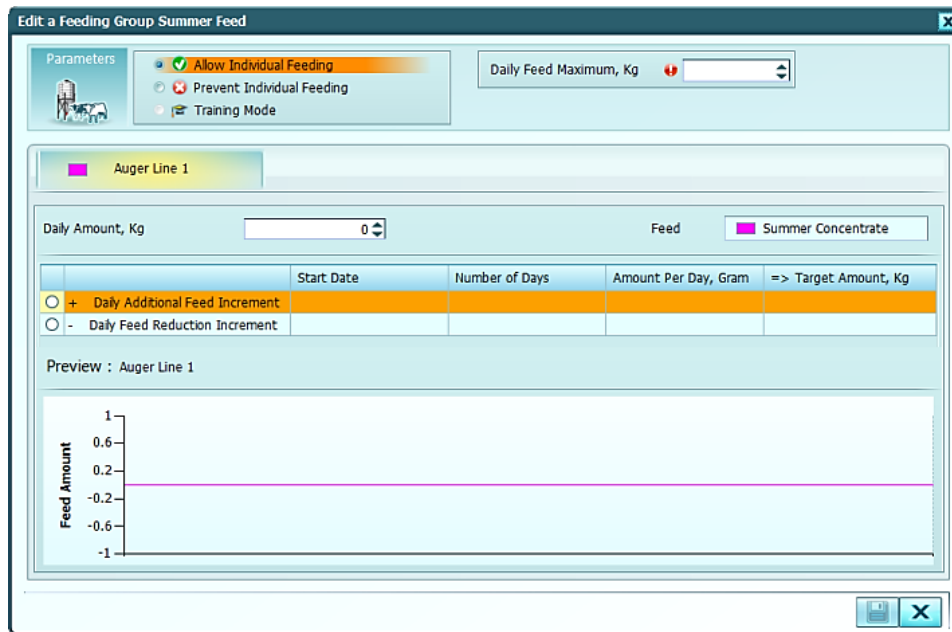 Edit a Feeding Group Summer Feed
Parameters
Allow Individual Feeding
Prevent Individual Feeding
Training Mode
Daily Feed Maximum, Kg
Auger Line 1
Daily Amount, Kg 0 Feed Summer Concentrate
Start Date Number of Days Amount Per Day, Gram => Target Amount, Kg
+ Daily Additional Feed Increment
- Daily Feed Reduction Increment
Preview : Auger Line 1
Feed Amount
1
0.6
0.2
-0.2
-0.6
-1